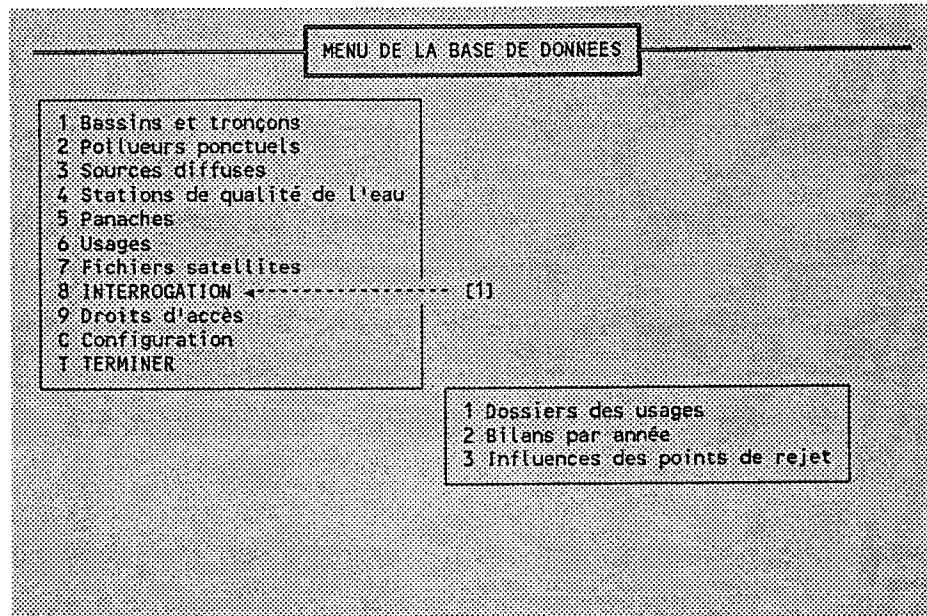 MENU DE LA BASE DE DONNEES
1 Bassins et tronçons
2 Pollueurs ponctuels
3 Sources diffuses
4 Stations de qualité de l'eau
5 Panaches
6 Usages
7 Fichiers satellites
8 INTERROGATION [1]
9 Droits d'accès
C Configuration
T TERMINER
1 Dossiers des usages
2 Bilans par année
3 Influences des points de rejet